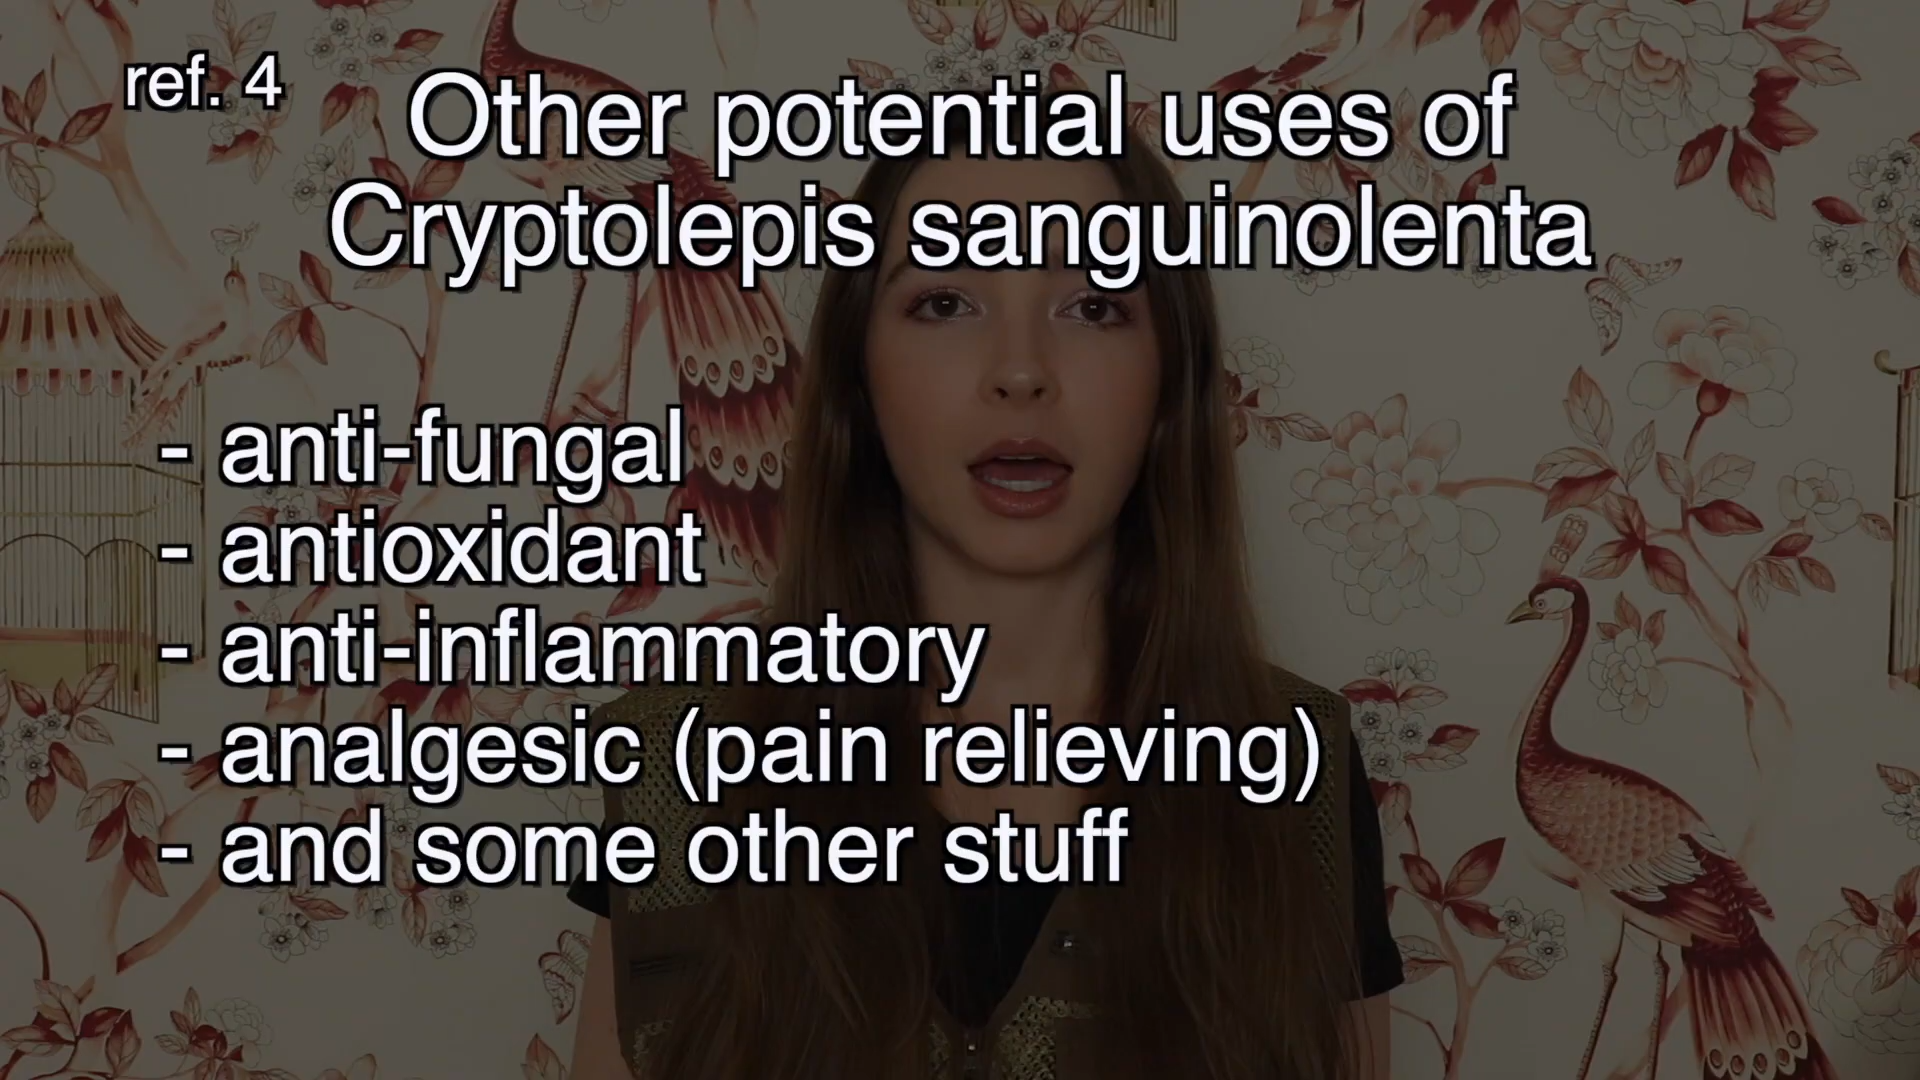 ref. 4
Other potential uses of
Cryptolepis sanguinolenta
- anti-fungal
- antioxidant
- anti-inflammatory
- analgesic (pain relieving)
- and some other stuff